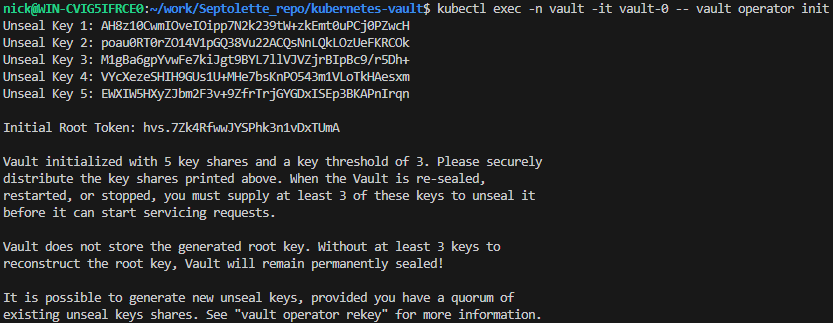 nick@WIN-CVIG5IFRCE0:~/work/Septolette_repo/kubernetes-vault$ kubectl exec -n vault -it vault-0 -- vault operator init
Unseal Key 1: AH8z10CwmIOveIOipp7N2k239tW+zkEmt0uPCj0PZwcH
Unseal Key 2: poau0RT0rZO14V1pGQ38Vu22ACQsNnLQkLOzUeFKRCOk
Unseal Key 3: M1gBa6gpYvwFe7kiJgt9BYL7llVJVZjrBIpBc9/r5Dh+
Unseal Key 4: VYcXezeSHIH9GUs1U+MHe7bsKnPO543m1VLoTkHAesxm
Unseal Key 5: EWXIW5HXyZJbm2F3v+9ZfrTrjGYGDxISEp3BKAPnIrqn
Initial Root Token: hvs.7Zk4RfwwJYSPhk3n1vDxTUmA
Vault initialized with 5 key shares and a key threshold of 3. Please securely
distribute the key shares printed above. When the Vault is re-sealed,
restarted, or stopped, you must supply at least 3 of these keys to unseal it
before it can start servicing requests.
Vault does not store the generated root key. Without at least 3 keys to
reconstruct the root key, Vault will remain permanently sealed!
It is possible to generate new unseal keys, provided you have a quorum of
existing unseal keys shares. See "vault operator rekey" for more information.